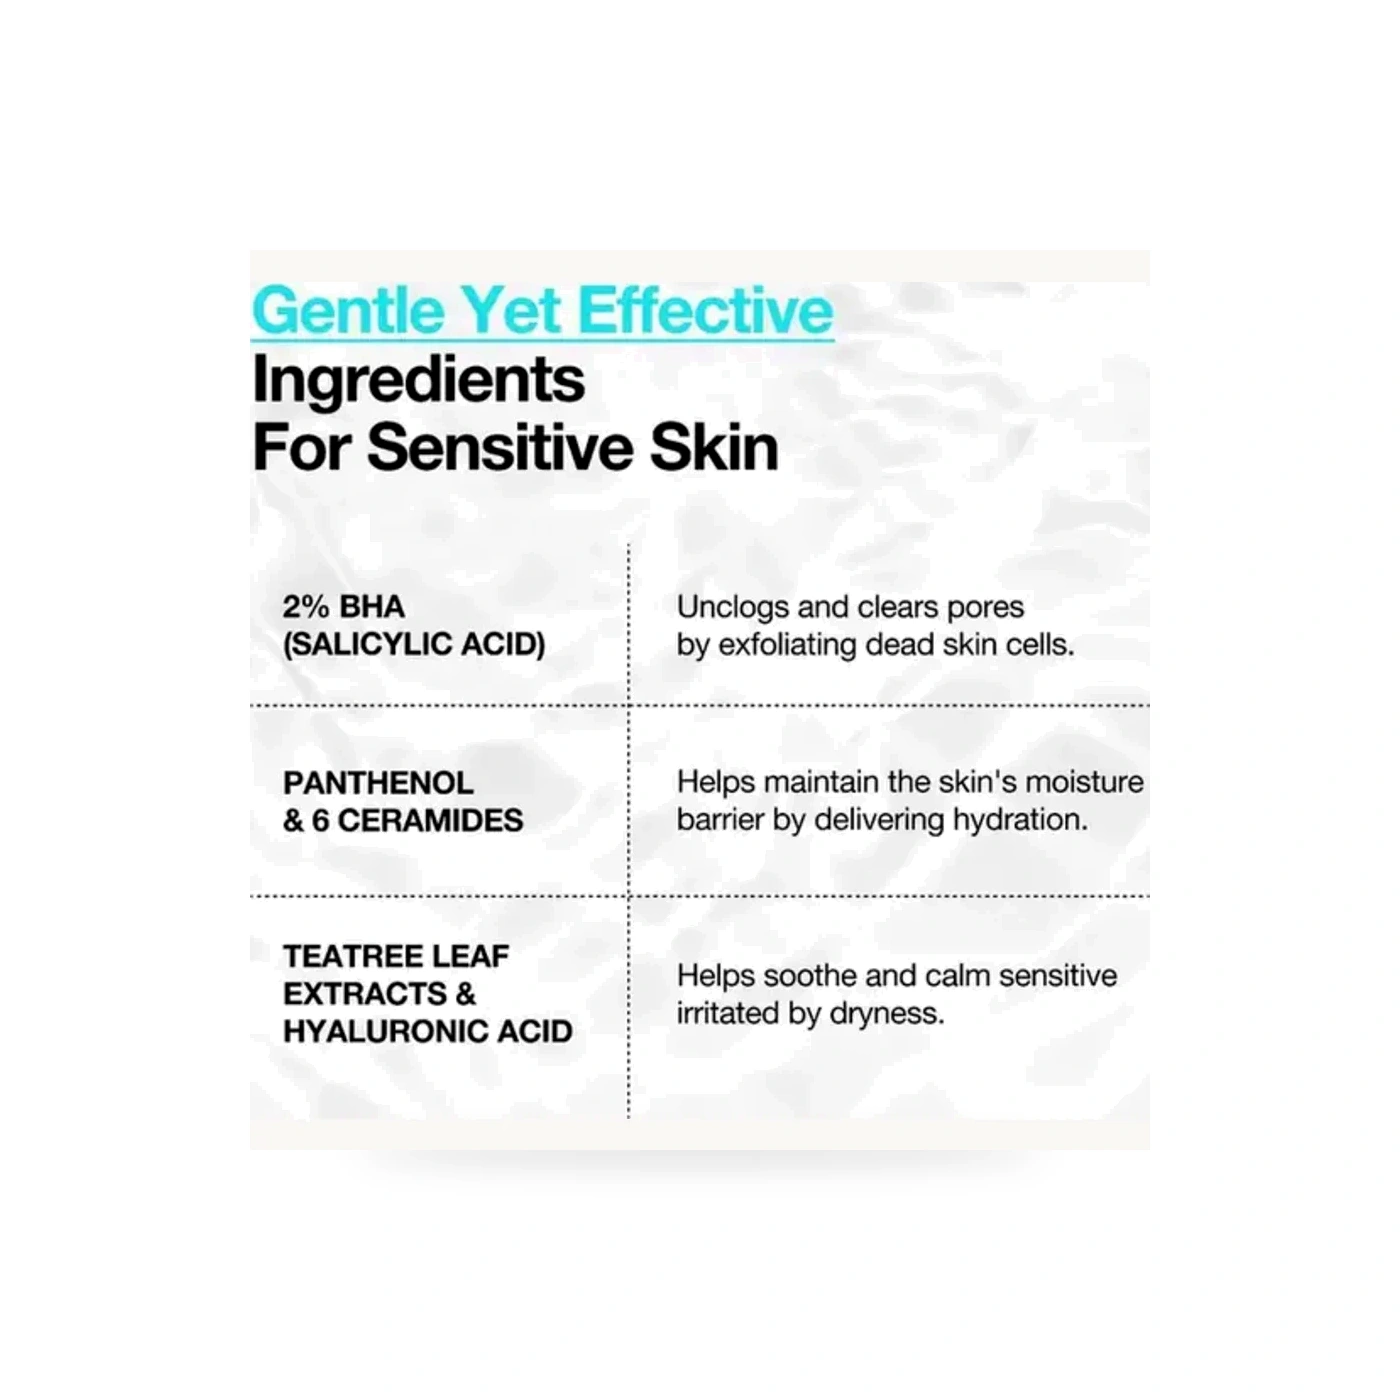 Gentle Yet Effective
Ingredients
For Sensitive Skin
2% BHA
(SALICYLIC ACID)
Unclogs and clears pores
by exfoliating dead skin cells.
PANTHENOL
& 6 CERAMIDES
Helps maintain the skin's moisture
barrier by delivering hydration.
TEATREE LEAF
EXTRACTS &
HYALURONIC ACID
Helps soothe and calm sensitive
irritated by dryness.